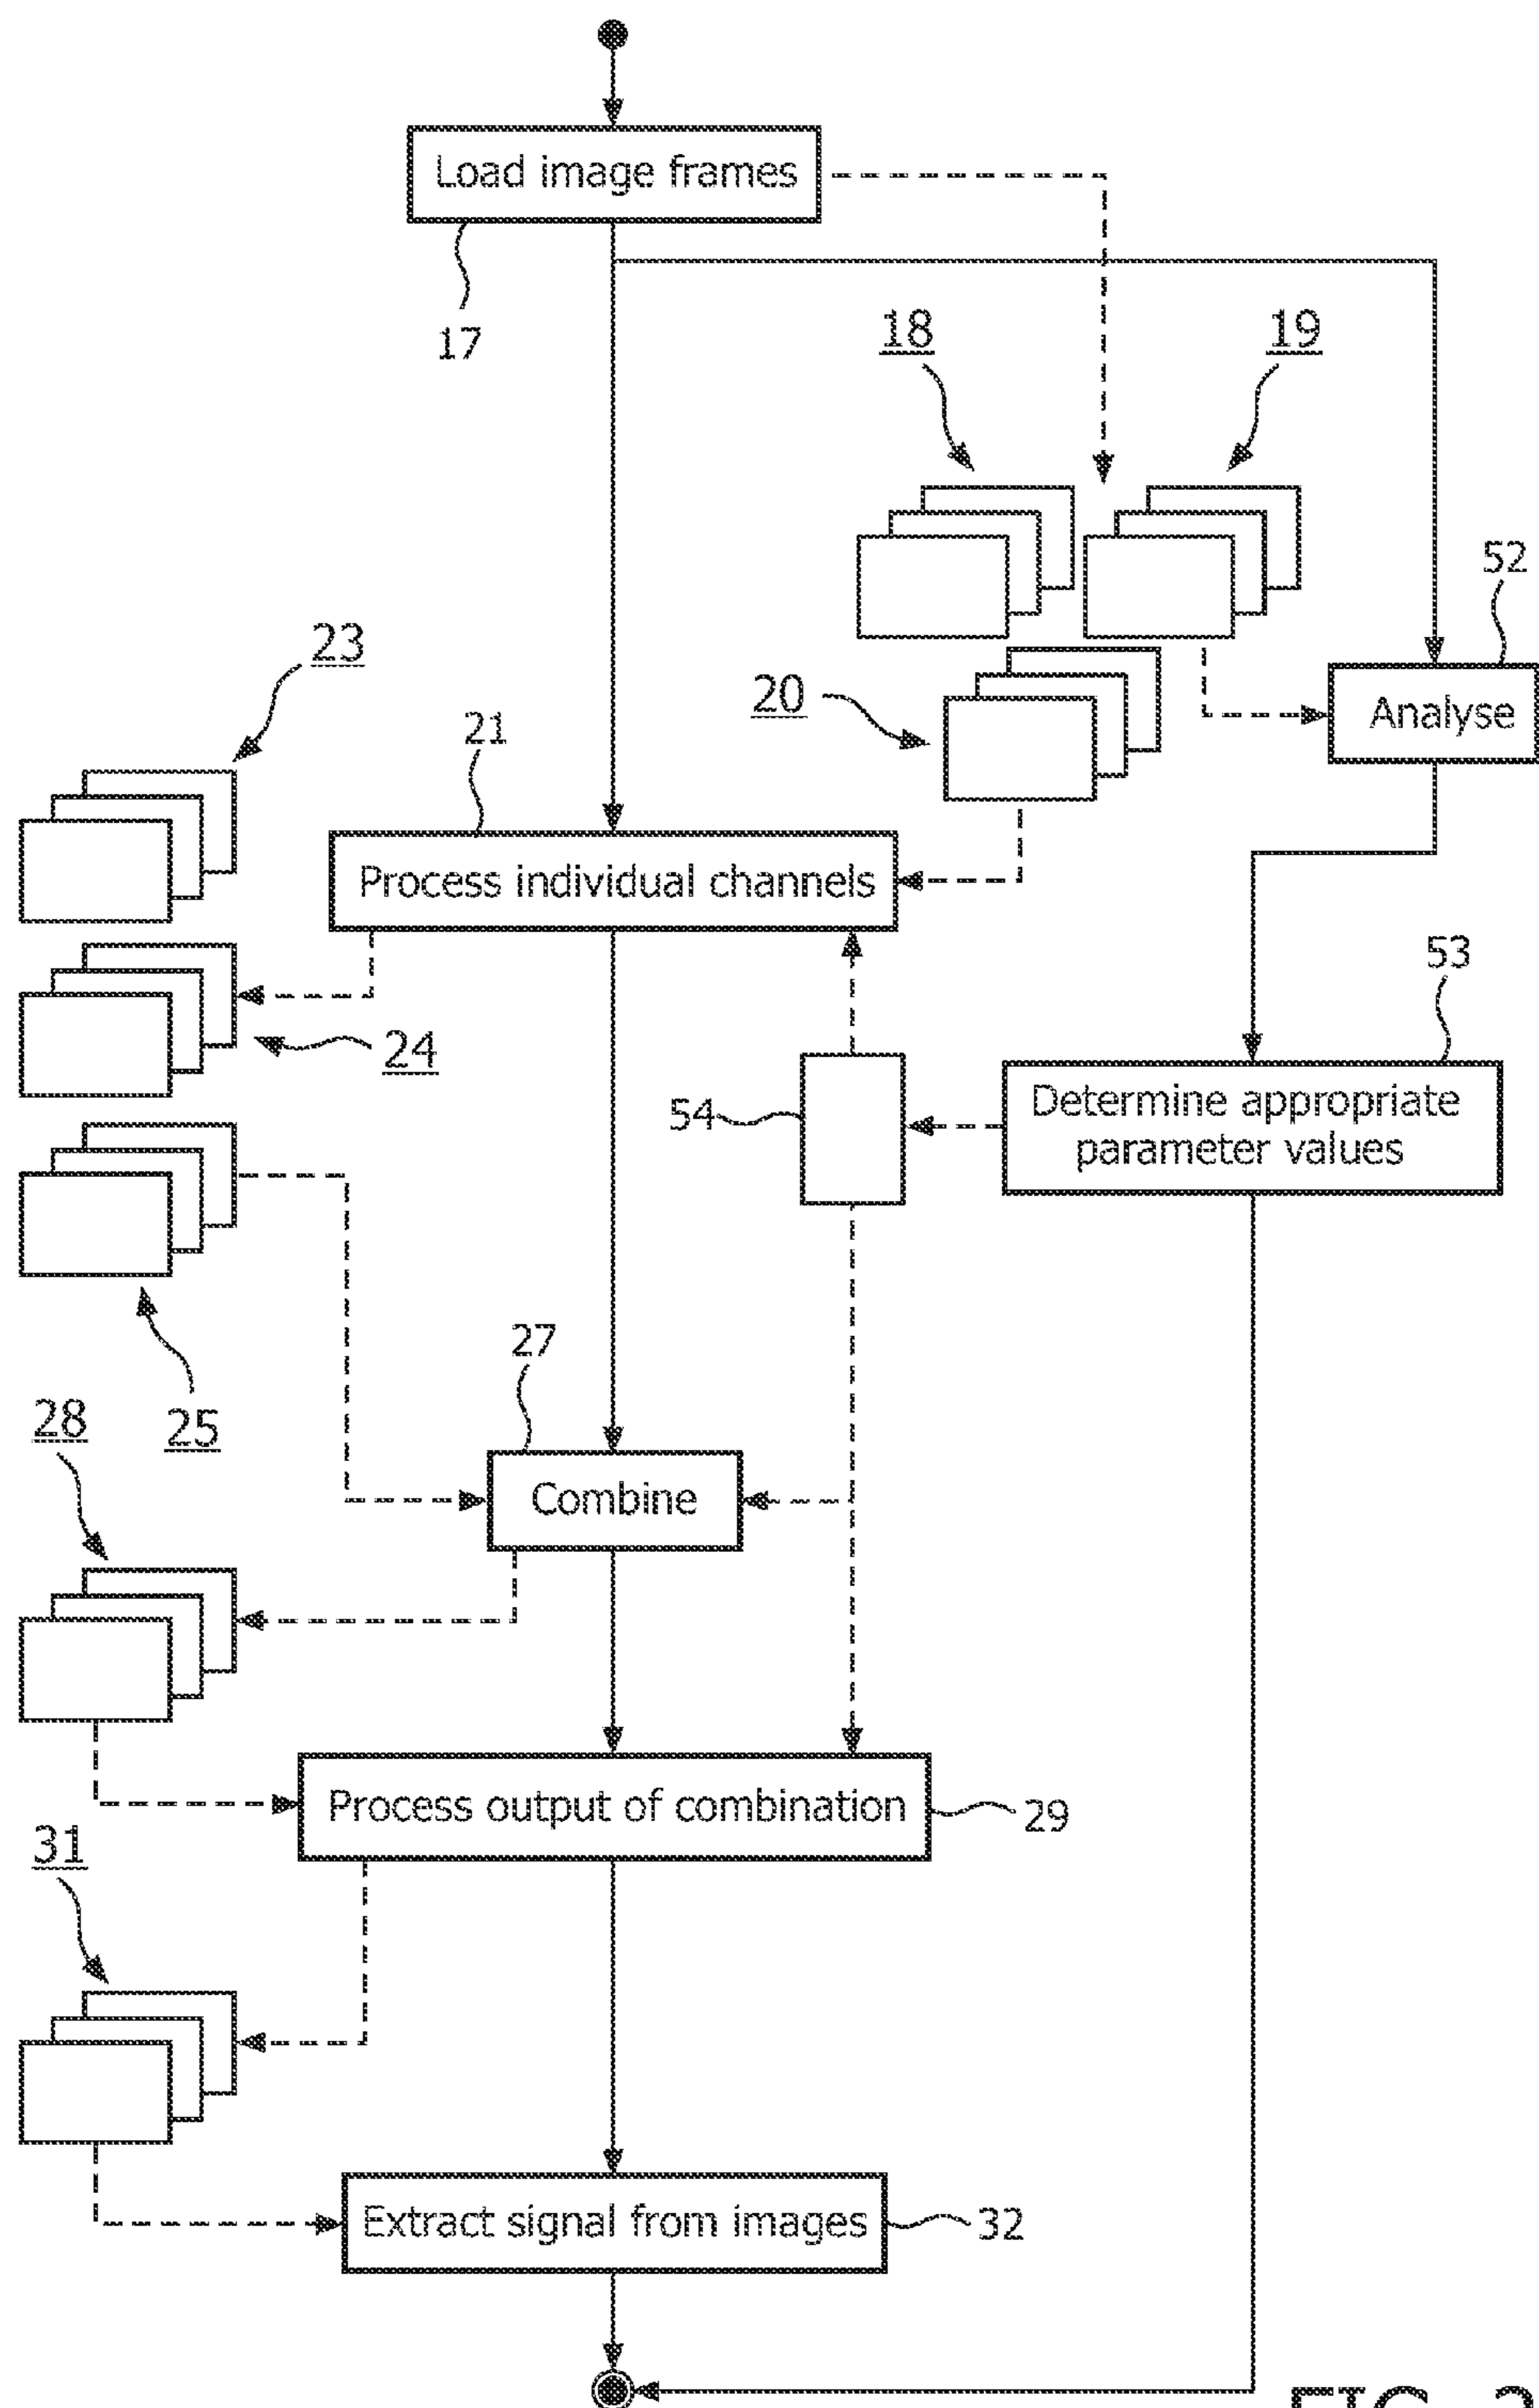 Load image frames
17
18
19
52
23
20
Analyse
21
Process individual channels
53
24
54
Determine appropriate
parameter values
27
28
25
Combine
Process output of combination
29
31
Extract signal from images
32